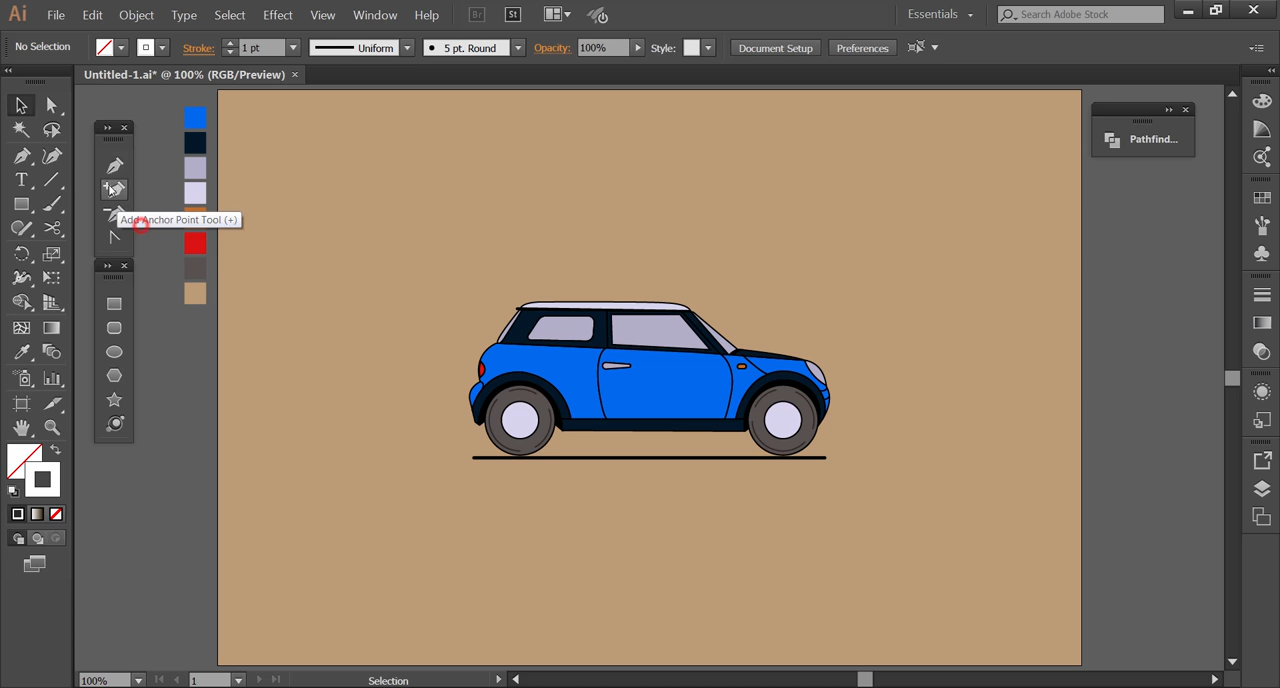 Ai File Edit Object Type Select Effect View Window Help Br St Essentials Search Adobe Stock
No Selection Stroke: 1 pt Uniform 5 pt. Round Opacity: 100% Style: Document Setup Preferences
Untitled-1.ai* @ 100% (RGB/Preview) ×
Pathfind...
T
Add Anchor Point Tool (+)
100% 1 Selection